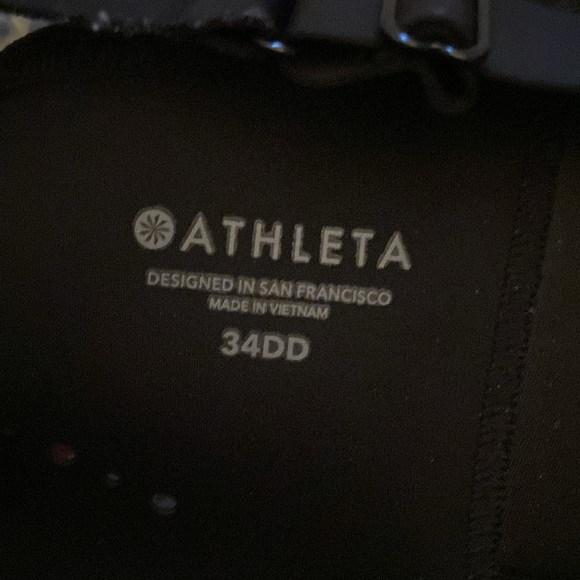 ATHLETA
DESIGNED IN SAN FRANCISCO
MADE IN VIETNAM
34DD